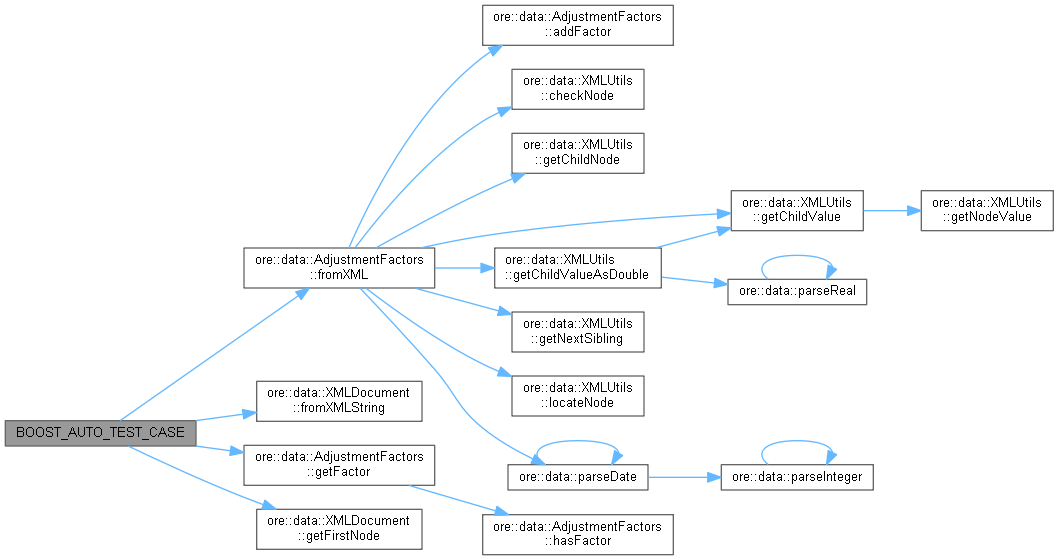 ore::data::AdjustmentFactors
::addFactor
ore::data::XMLUtils
::checkNode
ore::data::XMLUtils
::getChildNode
ore::data::XMLUtils
::getChildValue
ore::data::XMLUtils
::getNodeValue
ore::data::AdjustmentFactors
::fromXML
ore::data::XMLUtils
::getChildValueAsDouble
ore::data::parseReal
ore::data::XMLUtils
::getNextSibling
ore::data::XMLUtils
::locateNode
ore::data::XMLDocument
::fromXMLString
BOOST_AUTO_TEST_CASE
ore::data::AdjustmentFactors
::getFactor
ore::data::parseDate
ore::data::parseInteger
ore::data::XMLDocument
::getFirstNode
ore::data::AdjustmentFactors
::hasFactor